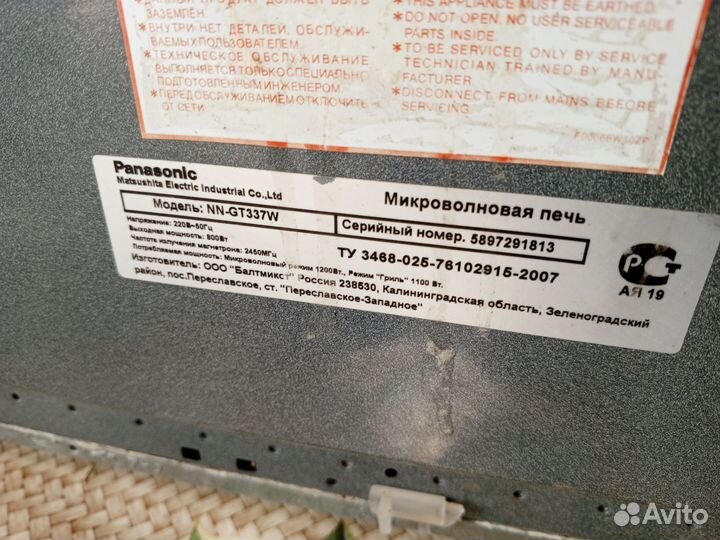 ДАННЫЙ ПРОДУКТ ДОЛЖЕН БЫТЬ
ЗАЗЕМЛЁН.
•ВНУТРИ НЕТ ДЕТАЛЕЙ, ОБСЛУЖИ-
ВАЕМЫХ ПОЛЬЗОВАТЕЛЕМ.
•ТЕХНИЧЕСКОЕ ОБСЛУЖИВАНИЕ
ВЫПОЛНЯЕТСЯ ТОЛЬКО СПЕЦИАЛЬНО
ПОДГОТОВЛЕННЫМ ИНЖЕНЕРОМ.
•ПЕРЕД ОБСЛУЖИВАНИЕМ ОТКЛЮЧИТЬ
ОТ СЕТИ.
•THIS APPLIANCE MUST BE EARTHED.
•DO NOT OPEN. NO USER SERVICEABLE
PARTS INSIDE.
•TO BE SERVICED ONLY BY SERVICE
TECHNICIAN TRAINED BY MANU-
FACTURER
•DISCONNECT FROM MAINS BEFORE
SERVICING.
Panasonic
Matsushita Electric Industrial Co.,Ltd
Микроволновая печь
Модель: NN-GT337W
Серийный номер. 5897291813
Напряжение: 220В~50Гц
Выходная мощность: 800Вт
Частота излучения магнетрона: 2450МГц
ТУ 3468-025-76102915-2007
Потребляемая мощность: Микроволновый режим 1200Вт., Режим "Гриль" 1100 Вт.
Изготовитель: ООО "Балтмикст" Россия 238530, Калининградская область, Зеленоградский
район, пос.Переславское, ст. "Переславское-Западное"
РСТ
АЯ 19
Avito